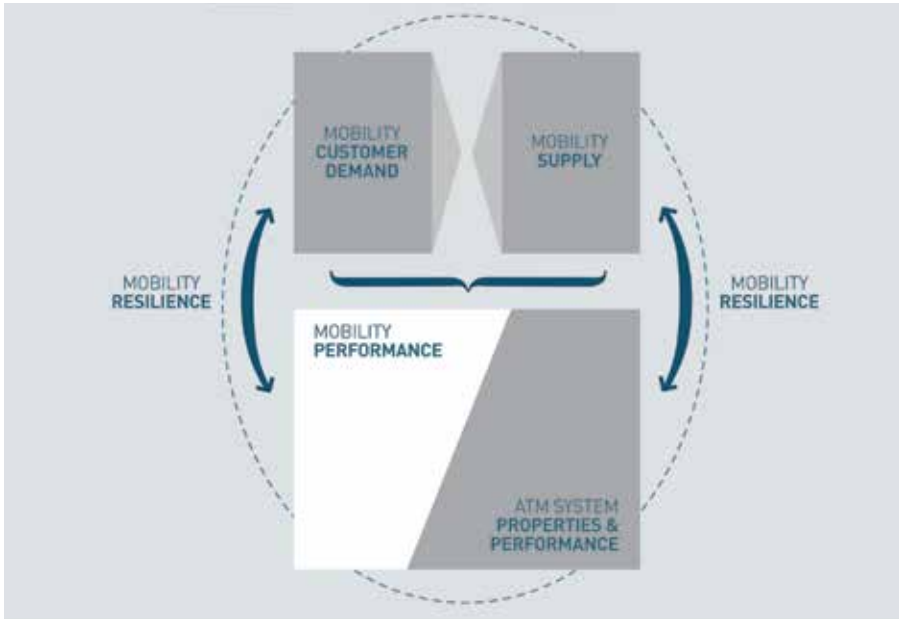 MOBILITY
CUSTOMER
DEMAND
MOBILITY
SUPPLY
MOBILITY
RESILIENCE
MOBILITY
RESILIENCE
MOBILITY
PERFORMANCE
ATM SYSTEM
PROPERTIES &
PERFORMANCE